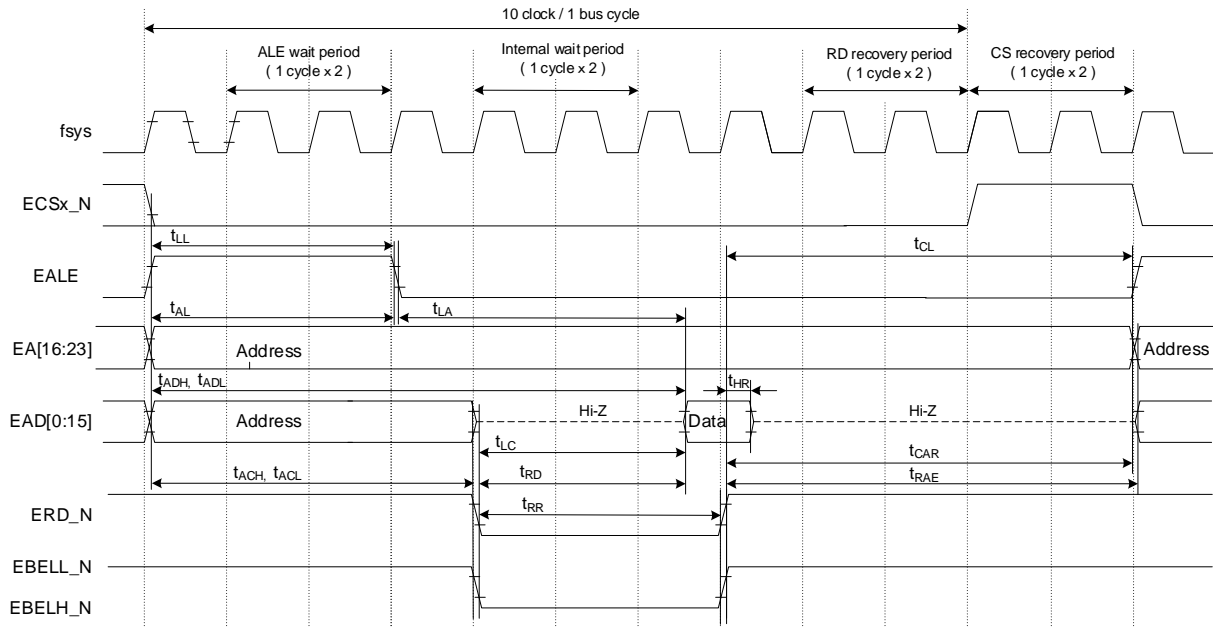 10 clock / 1 bus cycle
ALE wait period
( 1 cycle x 2 )
Internal wait period
( 1 cycle x 2 )
RD recovery period
( 1 cycle x 2 )
CS recovery period
( 1 cycle x 2 )
fsys
ECSx_N
tLL
tCL
EALE
tAL
tLA
EA[16:23]
Address
Address
tADH, tADL
tHR
EAD[0:15]
Address
Hi-Z
Data
Hi-Z
tLC
tCAR
tACH, tACL
tRD
tRAE
ERD_N
tRR
EBELL_N
EBELH_N